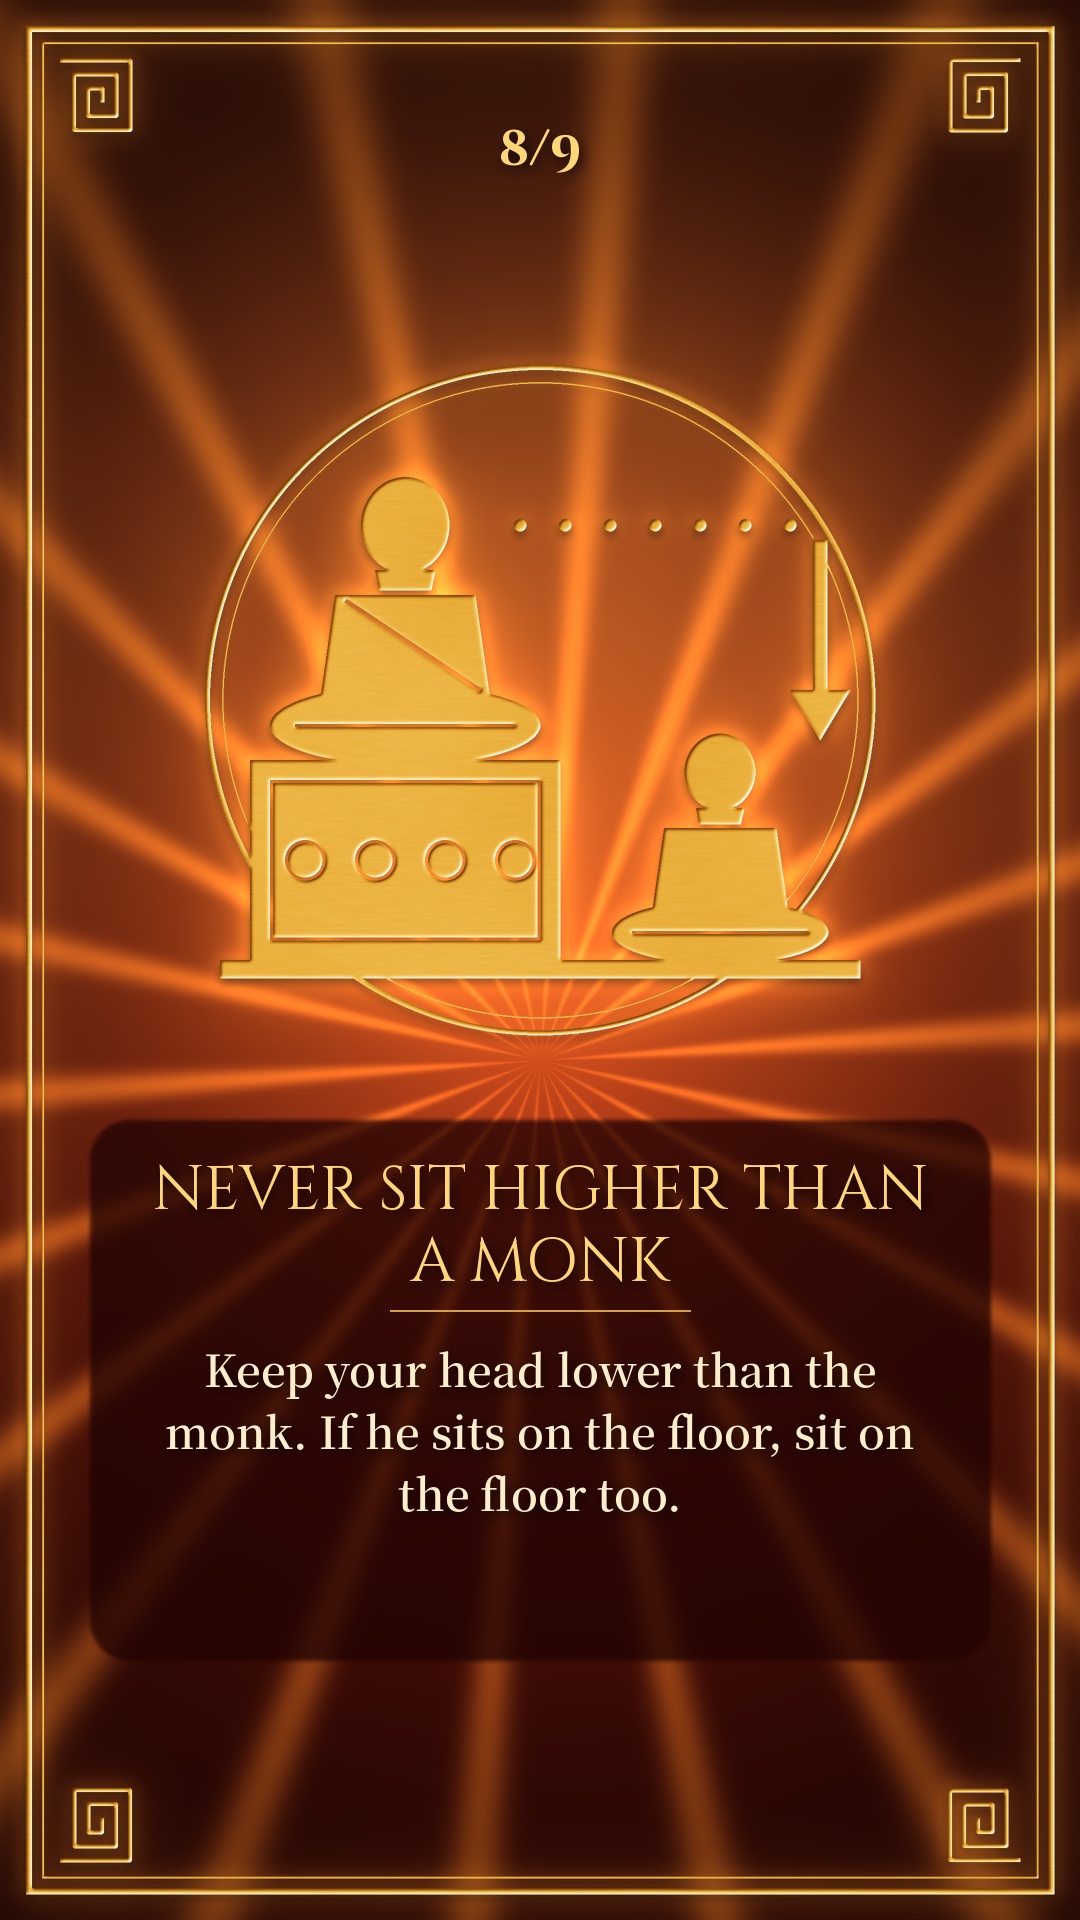 8/9
NEVER SIT HIGHER THAN
A MONK
Keep your head lower than the
monk. If he sits on the floor, sit on
the floor too.